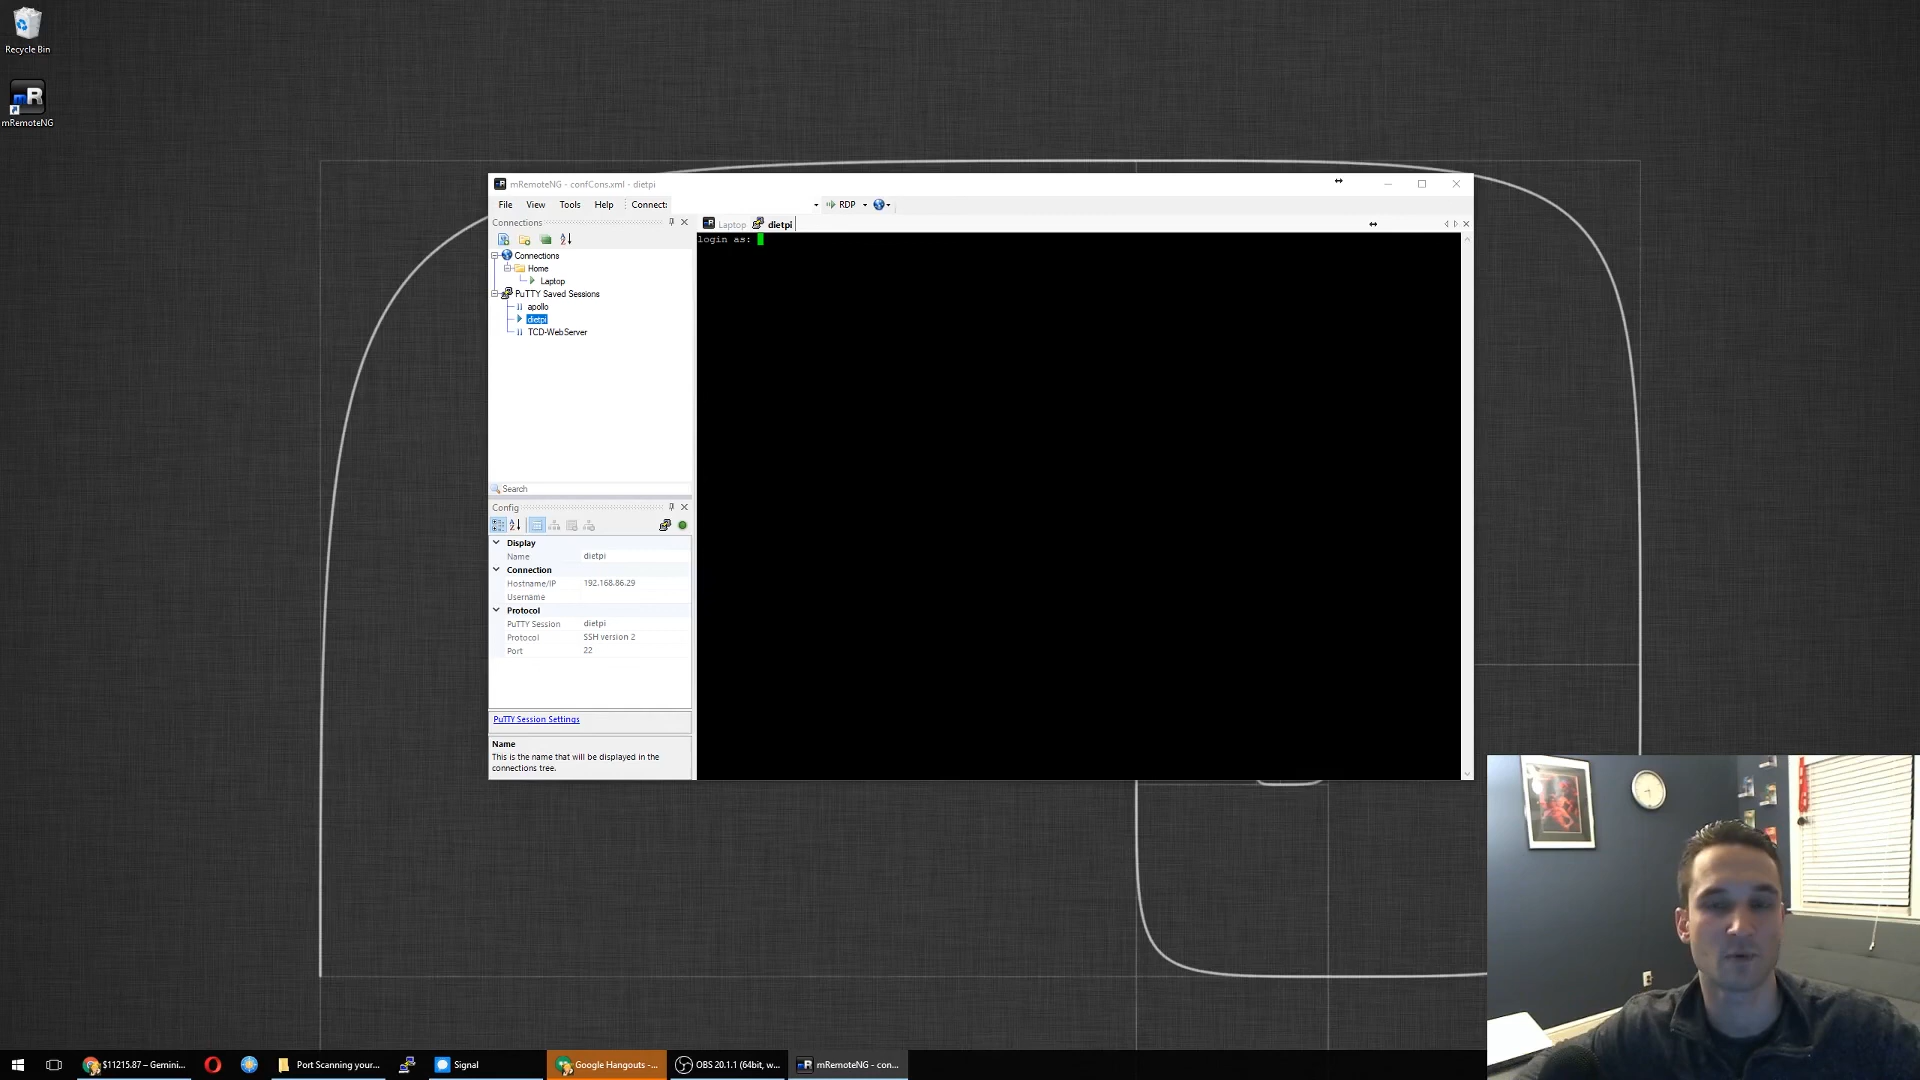 Recycle Bin
mRemoteNG
mRemoteNG - confCons.xml - dietpi
File View Tools Help Connect: RDP
Connections
Laptop dietpi
login as:
Connections
Home
Laptop
PuTTY Saved Sessions
apollo
dietpi
TCD-WebServer
Search
Config
Display
Name dietpi
Connection
Hostname/IP 192.168.86.29
Username
Protocol
PuTTY Session dietpi
Protocol SSH version 2
Port 22
PuTTY Session Settings
Name
This is the name that will be displayed in the
connections tree.
$11215.87 – Gemini... Port Scanning your... Signal Google Hangouts -... OBS 20.1.1 (64bit, w... mRemoteNG - con...